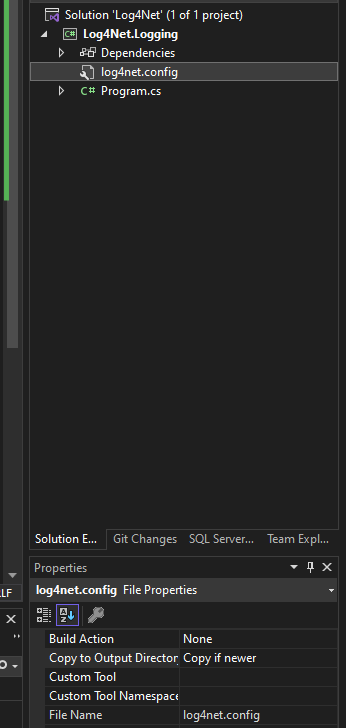 Solution 'Log4Net' (1 of 1 project)
C# Log4Net.Logging
Dependencies
log4net.config
C# Program.cs
LF
Solution E... Git Changes SQL Server... Team Expl...
Properties
log4net.config File Properties
Build Action None
Copy to Output Director Copy if newer
Custom Tool
Custom Tool Namespace
File Name log4net.config